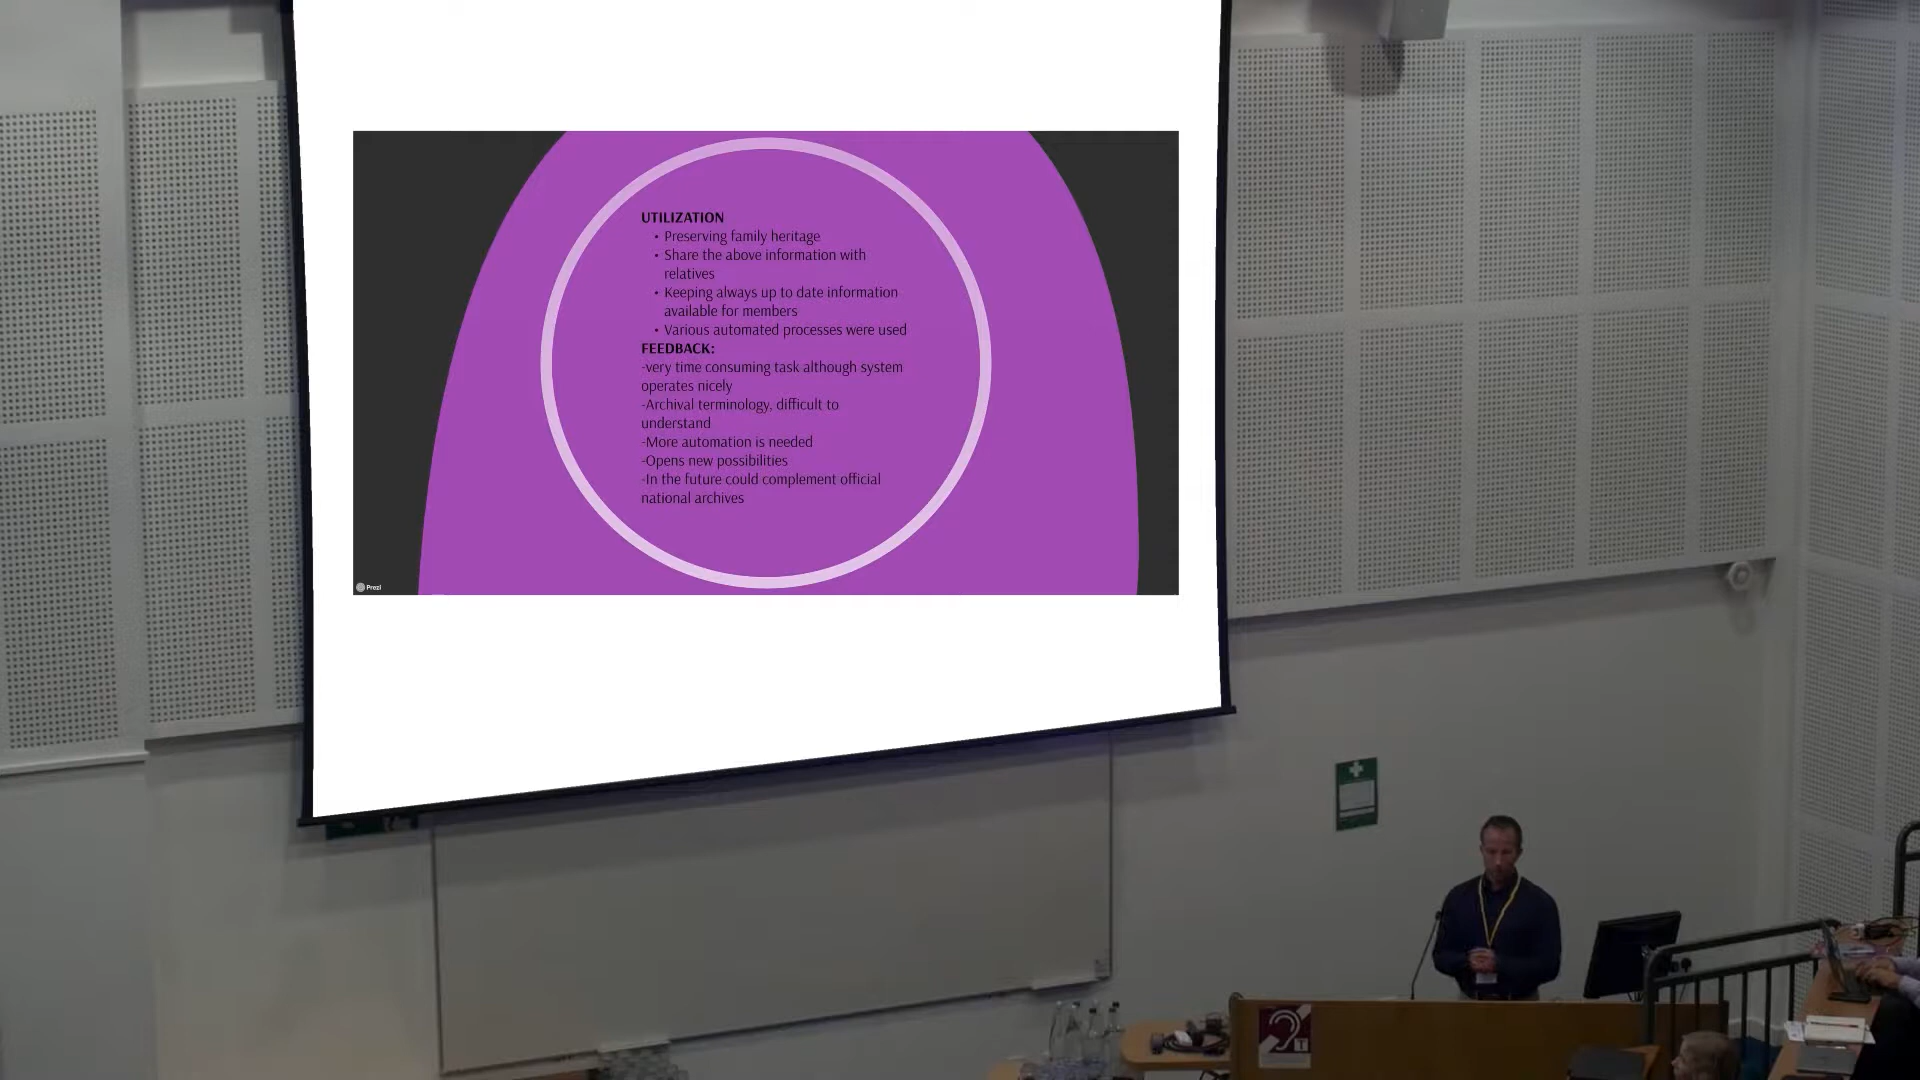 UTILIZATION
• Preserving family heritage
• Share the above information with
relatives
• Keeping always up to date information
available for members
• Various automated processes were used
FEEDBACK:
-very time consuming task although system
operates nicely
-Archival terminology, difficult to
understand
-More automation is needed
-Opens new possibilities
-In the future could complement official
national archives
Prezi
T